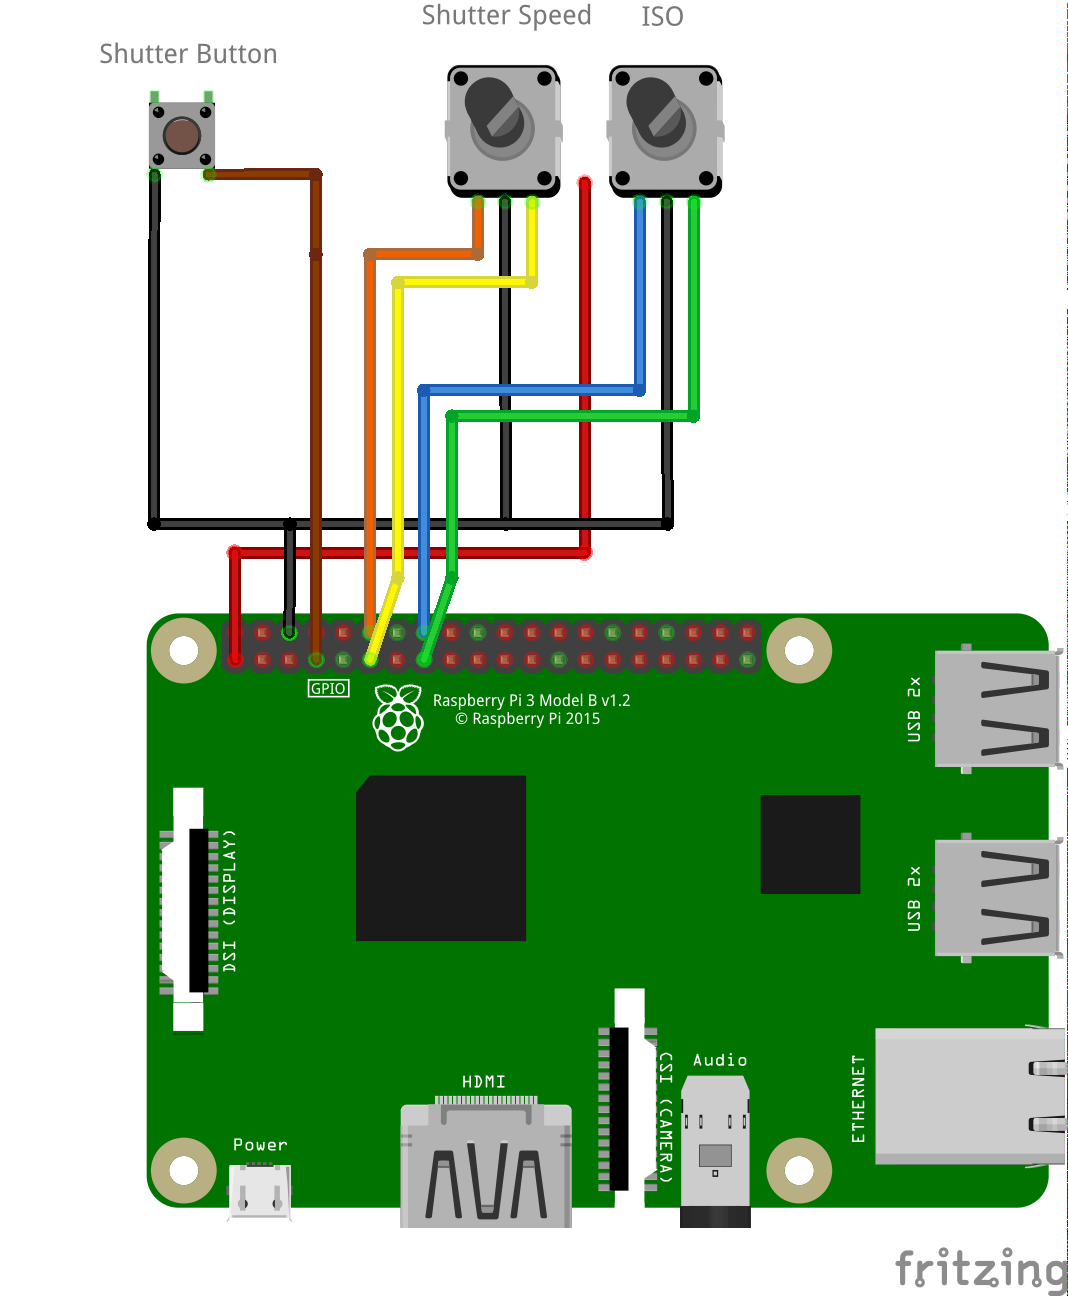 Shutter Speed
ISO
Shutter Button
GPIO
Raspberry Pi 3 Model B v1.2
© Raspberry Pi 2015
USB 2x
DSI (DISPLAY)
USB 2x
HDMI
CSI (CAMERA)
Audio
ETHERNET
Power
fritzing